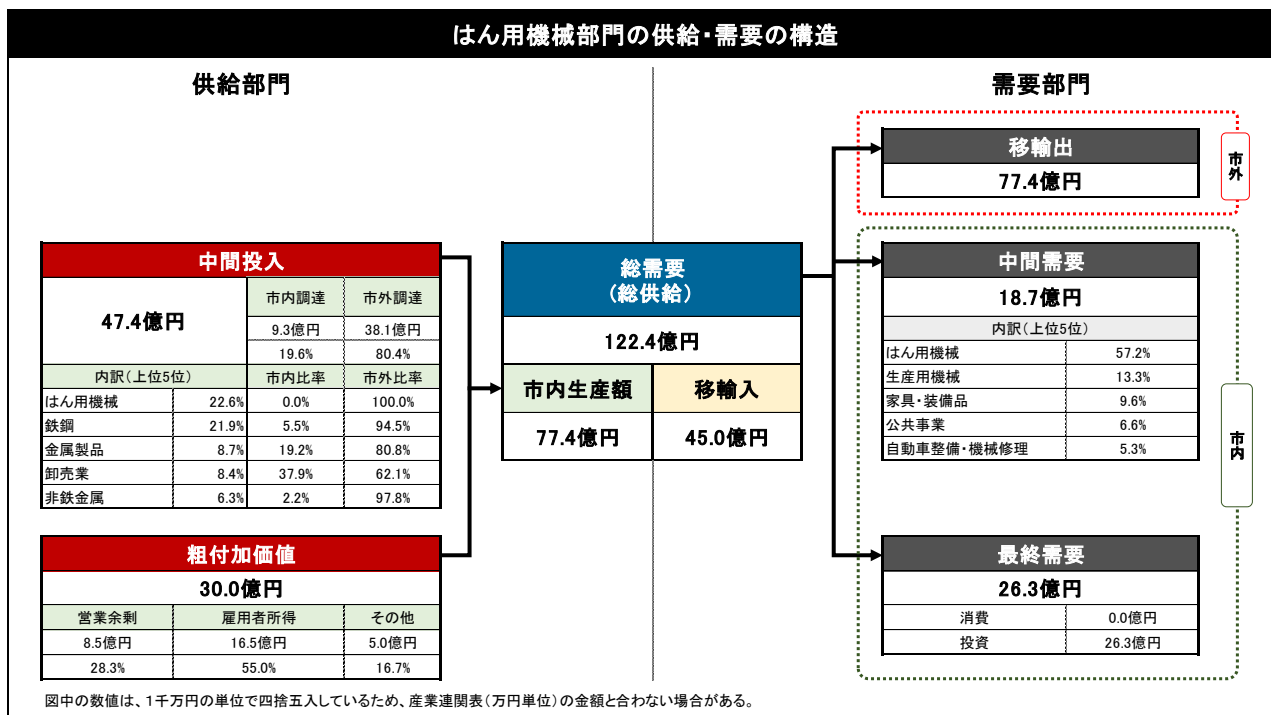 はん用機械部門の供給・需要の構造
供給部門
需要部門
移輸出
77.4億円
市外
中間投入
47.4億円
市内調達 市外調達
9.3億円 38.1億円
19.6% 80.4%
内訳(上位5位) 市内比率 市外比率
はん用機械 22.6% 0.0% 100.0%
鉄鋼 21.9% 5.5% 94.5%
金属製品 8.7% 19.2% 80.8%
卸売業 8.4% 37.9% 62.1%
非鉄金属 6.3% 2.2% 97.8%
粗付加価値
30.0億円
営業余剰 雇用者所得 その他
8.5億円 16.5億円 5.0億円
28.3% 55.0% 16.7%
総需要
(総供給)
122.4億円
市内生産額 移輸入
77.4億円 45.0億円
中間需要
18.7億円
内訳(上位5位)
はん用機械 57.2%
生産用機械 13.3%
家具・装備品 9.6%
公共事業 6.6%
自動車整備・機械修理 5.3%
市内
最終需要
26.3億円
消費 0.0億円
投資 26.3億円
図中の数値は、1千万円の単位で四捨五入しているため、産業連関表(万円単位)の金額と合わない場合がある。